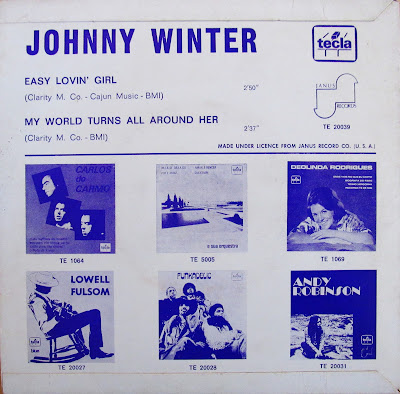 JOHNNY WINTER
tecla
EASY LOVIN' GIRL
2'50"
(Clarity M. Co. - Cajun Music - BMI)
JANUS
RECORDS
MY WORLD TURNS ALL AROUND HER
TE 20039
(Clarity M. Co. - BMI)
2'37"
MADE UNDER LICENCE FROM JANUS RECORD CO. (U. S. A.)
CARLOS
do
CARMO
DEOLINDA RODRIGUES
e sua orquestra
TE 1064
TE 5005
TE 1069
LOWELL
FULSOM
FUNKADELIC
ANDY
ROBINSON
TE 20027
TE 20028
TE 20031